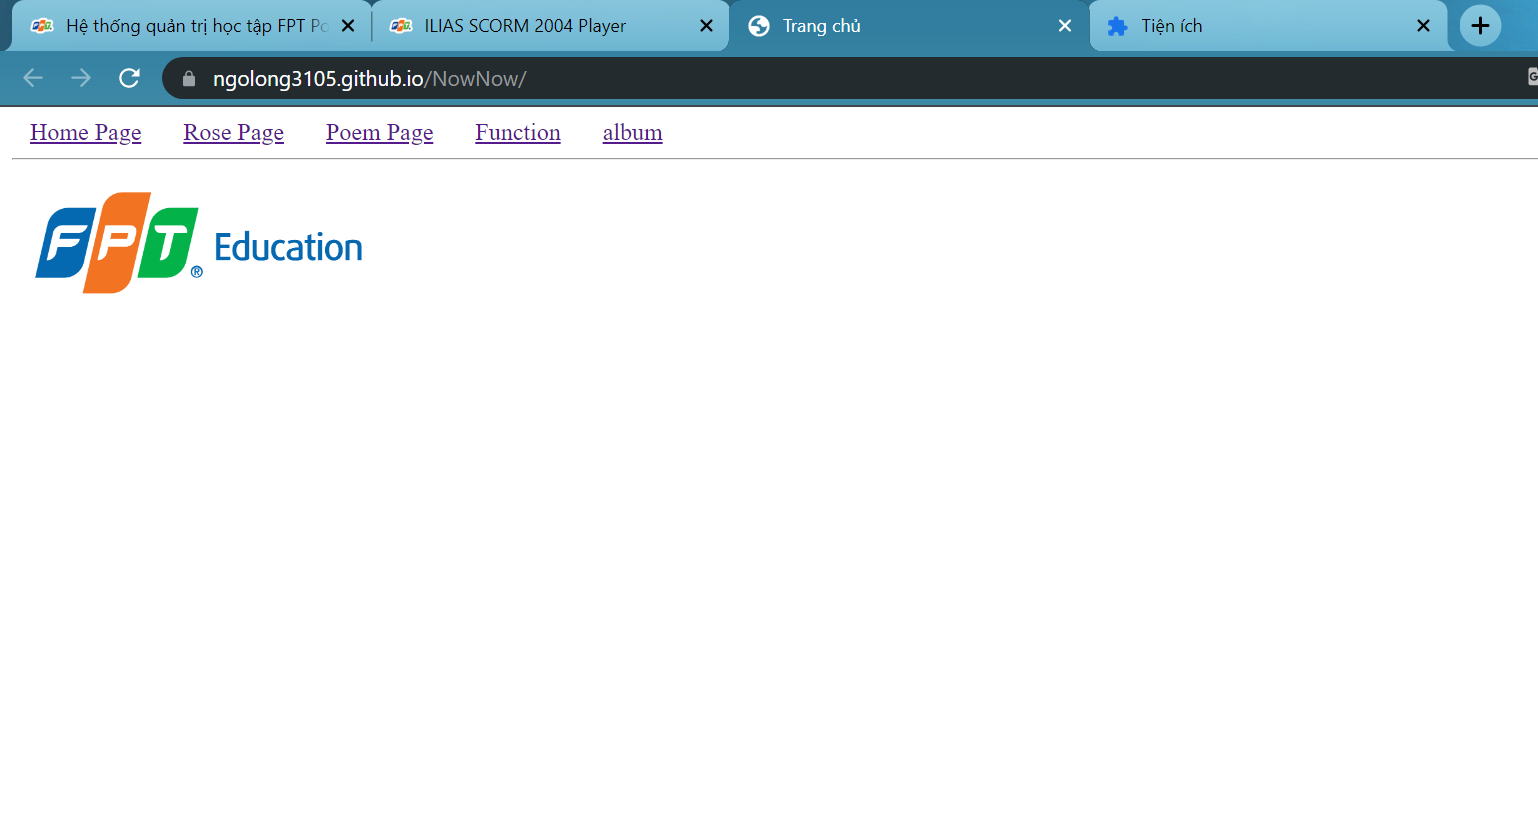 Hệ thống quản trị học tập FPT Po
ILIAS SCORM 2004 Player
Trang chủ
Tiện ích
ngolong3105.github.io/NowNow/
Home Page Rose Page Poem Page Function album
FPT® Education